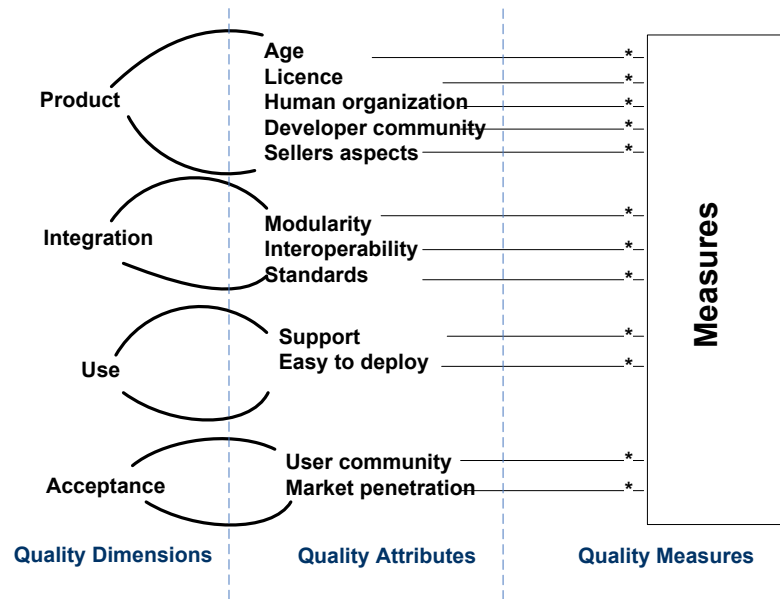 Age *
Licence *
Product
Human organization *
Developer community *
Sellers aspects *
Modularity *
Integration
Interoperability *
Standards *
Measures
Support *
Use
Easy to deploy *
User community *
Acceptance
Market penetration *
Quality Dimensions Quality Attributes Quality Measures